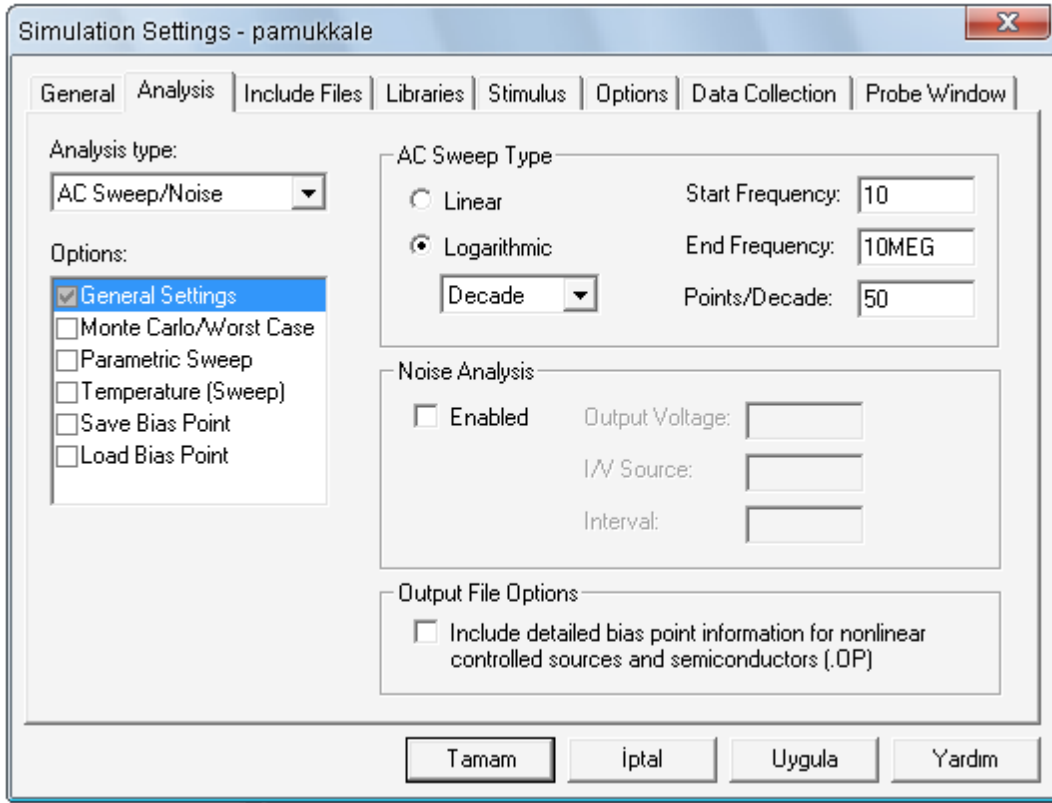 Simulation Settings - pamukkale
General Analysis Include Files Libraries Stimulus Options Data Collection Probe Window
Analysis type:
AC Sweep/Noise
Options:
General Settings
Monte Carlo/Worst Case
Parametric Sweep
Temperature (Sweep)
Save Bias Point
Load Bias Point
AC Sweep Type
Linear
Logarithmic
Decade
Start Frequency: 10
End Frequency: 10MEG
Points/Decade: 50
Noise Analysis
Enabled
Output Voltage:
I/V Source:
Interval:
Output File Options
Include detailed bias point information for nonlinear
controlled sources and semiconductors (.OP)
Tamam İptal Uygula Yardım